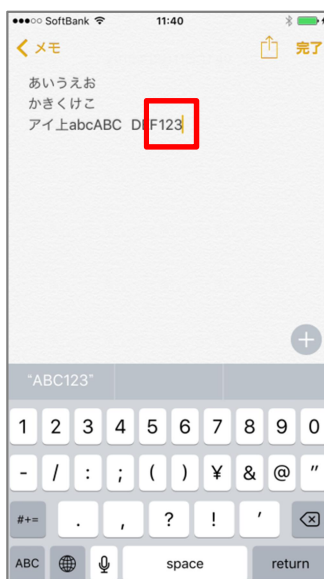 SoftBank 11:40
メモ 完了
あいうえお
かきくけこ
アイ上abcABC DEF123
"ABC123"
1 2 3 4 5 6 7 8 9 0
- / : ; ( ) ¥ & @ "
#+= . , ? ! '
ABC space return